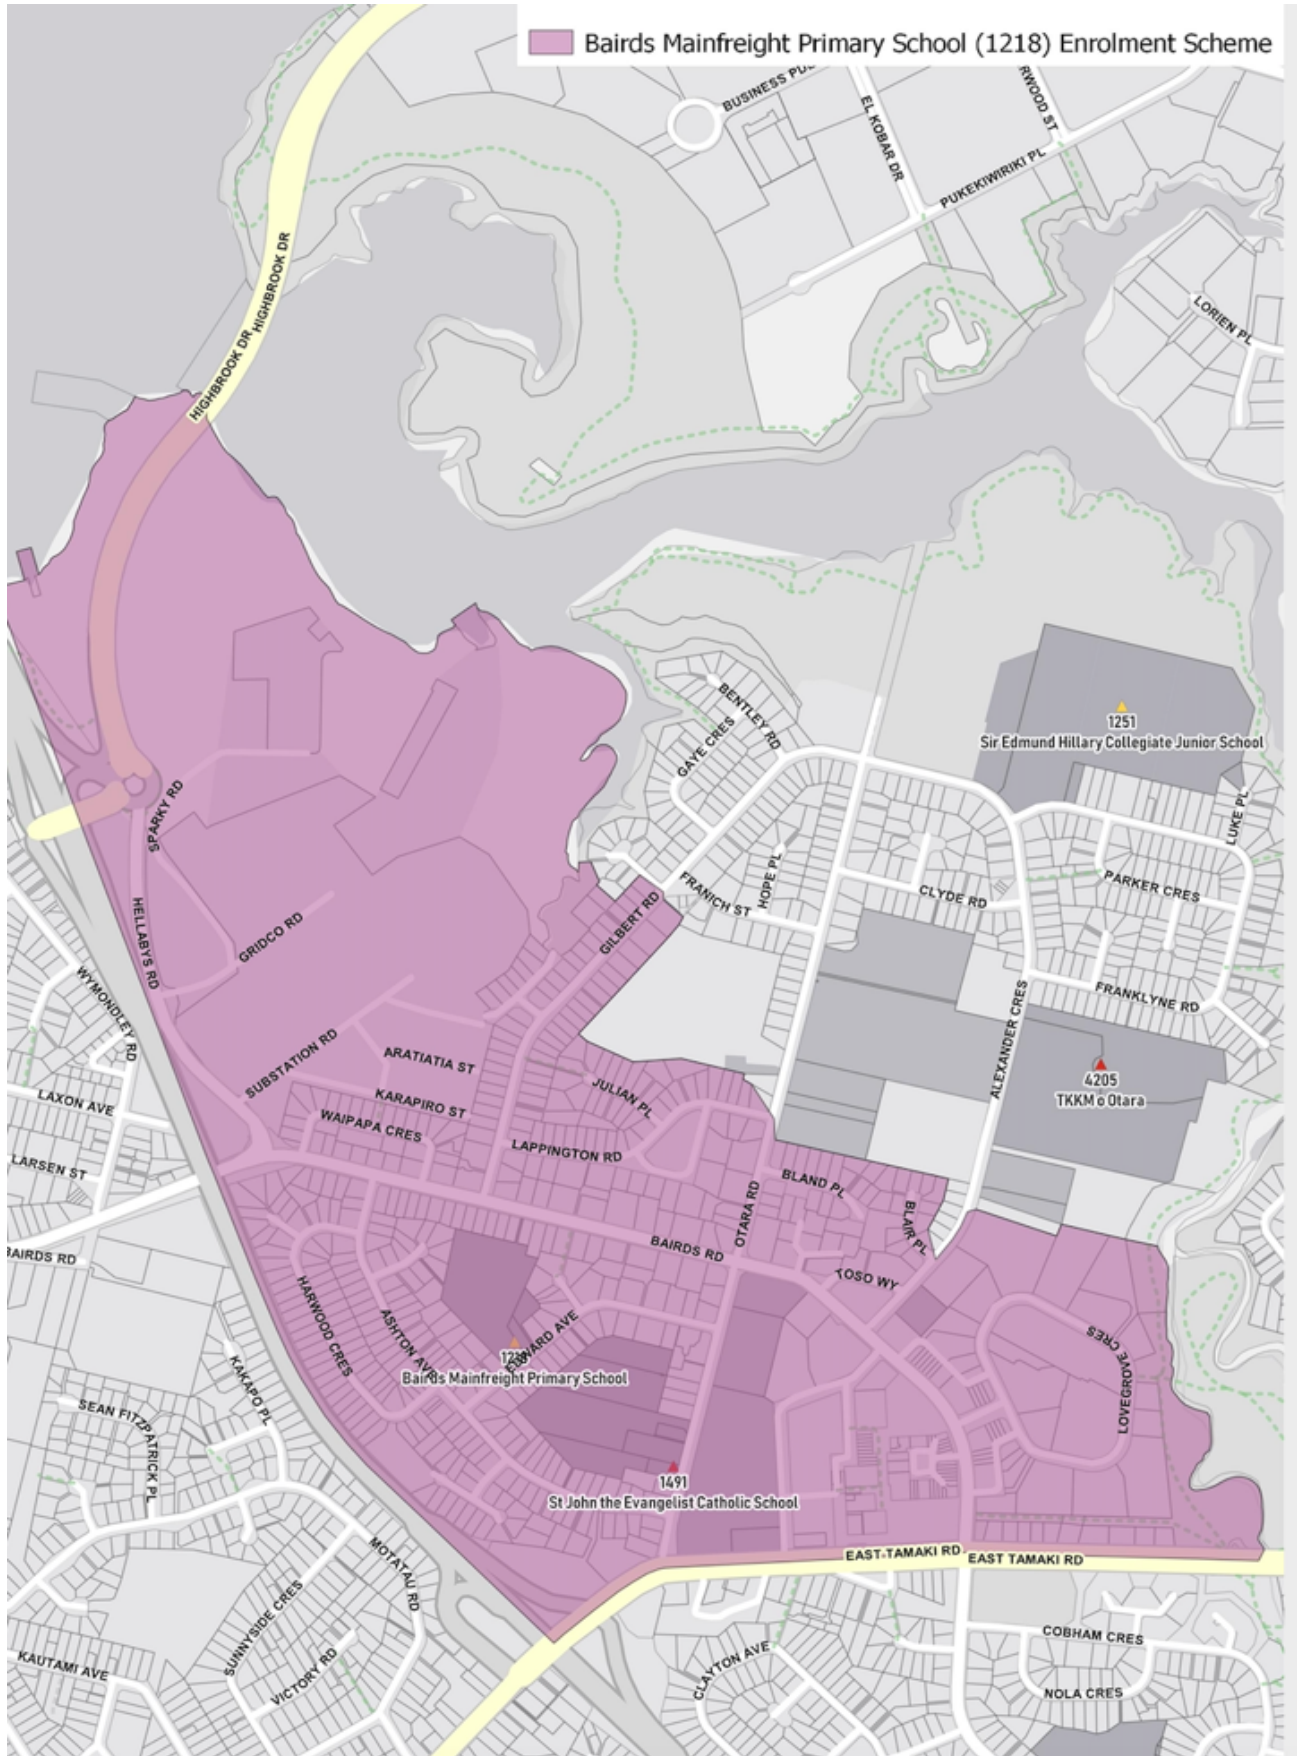 Bairds Mainfreight Primary School (1218) Enrolment Scheme
EL KOBAR DR
PUKEKIWIRIKI PL
HIGHBROOK DR
HIGHBROOK DR
LORIEN PL
BENTLEY RD
GAYE CRES
1251
Sir Edmund Hillary Collegiate Junior School
SPARKY RD
LUKE PL
HOPE PL
FRANICH ST
CLYDE RD
PARKER CRES
GILBERT RD
HELLABYS RD
GRIDCO RD
WYMONDLEY RD
FRANKLYNE RD
ALEXANDER CRES
SUBSTATION RD
ARATIATIA ST
JULIAN PL
4205
TKKM o Otara
LAXON AVE
KARAPIRO ST
WAIPAPA CRES
LAPPINGTON RD
LARSEN ST
BLAND PL
OTARA RD
BLAIR PL
BAIRDS RD
BAIRDS RD
YOSO WY
HARWOOD CRES
ASHTON AVE
EDWARD AVE
LOVEGROVE CRES
Bairds Mainfreight Primary School
KAKAPO PL
SEAN FITZPATRICK PL
1491
St John the Evangelist Catholic School
MOTATAU RD
EAST TAMAKI RD
EAST TAMAKI RD
SUNNYSIDE CRES
COBHAM CRES
KAUTAMI AVE
VICTORY RD
CLAYTON AVE
NOLA CRES